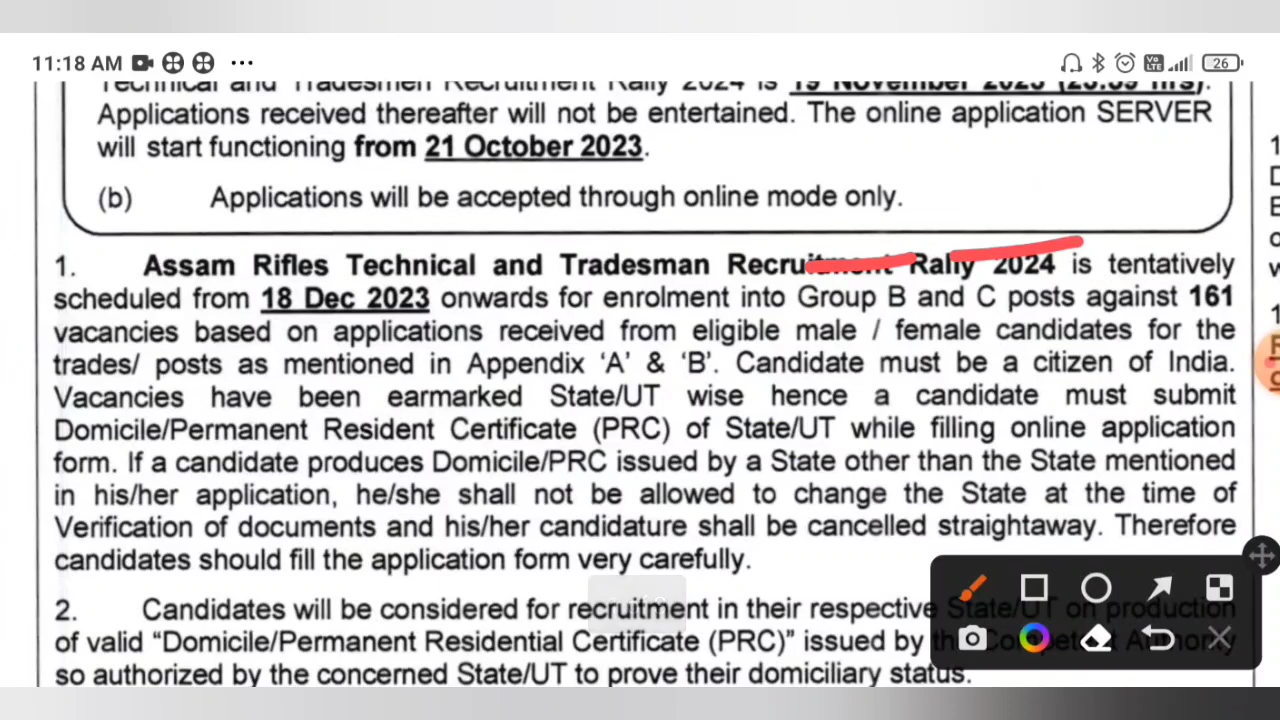 11:18 AM
26
Technical and Tradesmen Recruitment Rally 2024 is 19 November 2023 (23:59 hrs).
Applications received thereafter will not be entertained. The online application SERVER
will start functioning from 21 October 2023.
(b) Applications will be accepted through online mode only.
1. Assam Rifles Technical and Tradesman Recruitment Rally 2024 is tentatively
scheduled from 18 Dec 2023 onwards for enrolment into Group B and C posts against 161
vacancies based on applications received from eligible male / female candidates for the
trades/ posts as mentioned in Appendix ‘A’ & ‘B’. Candidate must be a citizen of India.
Vacancies have been earmarked State/UT wise hence a candidate must submit
Domicile/Permanent Resident Certificate (PRC) of State/UT while filling online application
form. If a candidate produces Domicile/PRC issued by a State other than the State mentioned
in his/her application, he/she shall not be allowed to change the State at the time of
Verification of documents and his/her candidature shall be cancelled straightaway. Therefore
candidates should fill the application form very carefully.
2. Candidates will be considered for recruitment in their respective State/UT on production
of valid “Domicile/Permanent Residential Certificate (PRC)” issued by the Competent Authority
so authorized by the concerned State/UT to prove their domiciliary status.